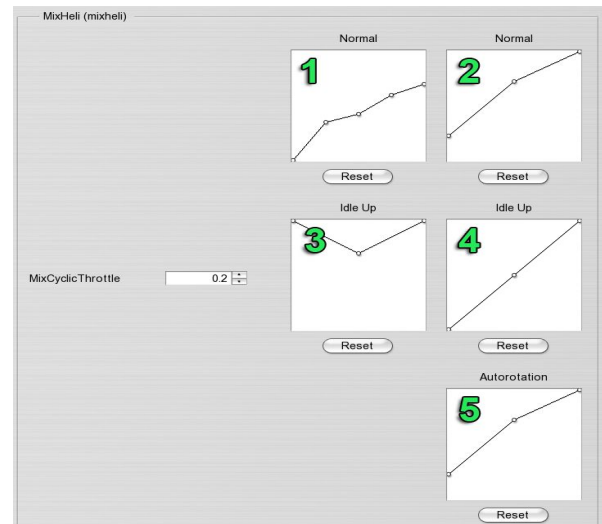 MixHeli (mixheli)
Normal
Normal
1
2
Reset
Reset
Idle Up
Idle Up
3
4
MixCyclicThrottle
0.2
Reset
Reset
Autorotation
5
Reset